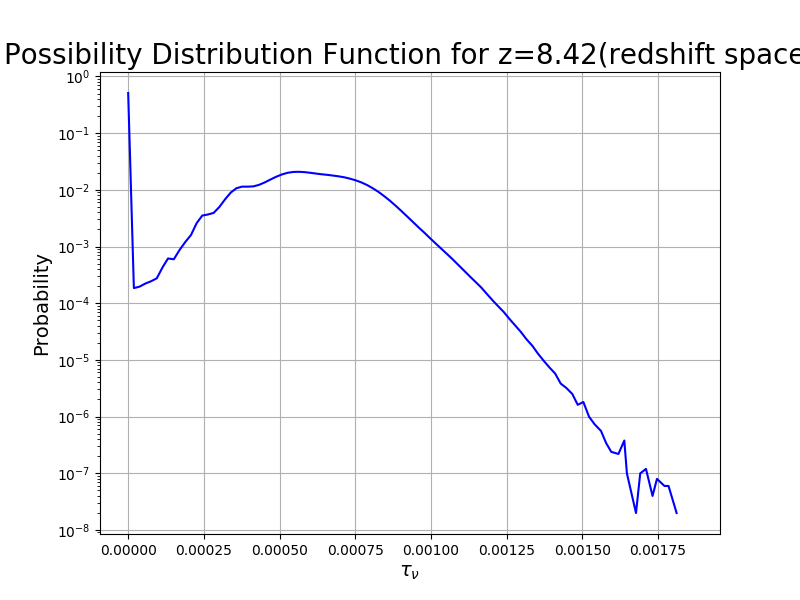 Possibility Distribution Function for z=8.42(redshift space
10⁰
10⁻¹
10⁻²
10⁻³
10⁻⁴
10⁻⁵
10⁻⁶
10⁻⁷
10⁻⁸
Probability
0.00000 0.00025 0.00050 0.00075 0.00100 0.00125 0.00150 0.00175
τᵥ